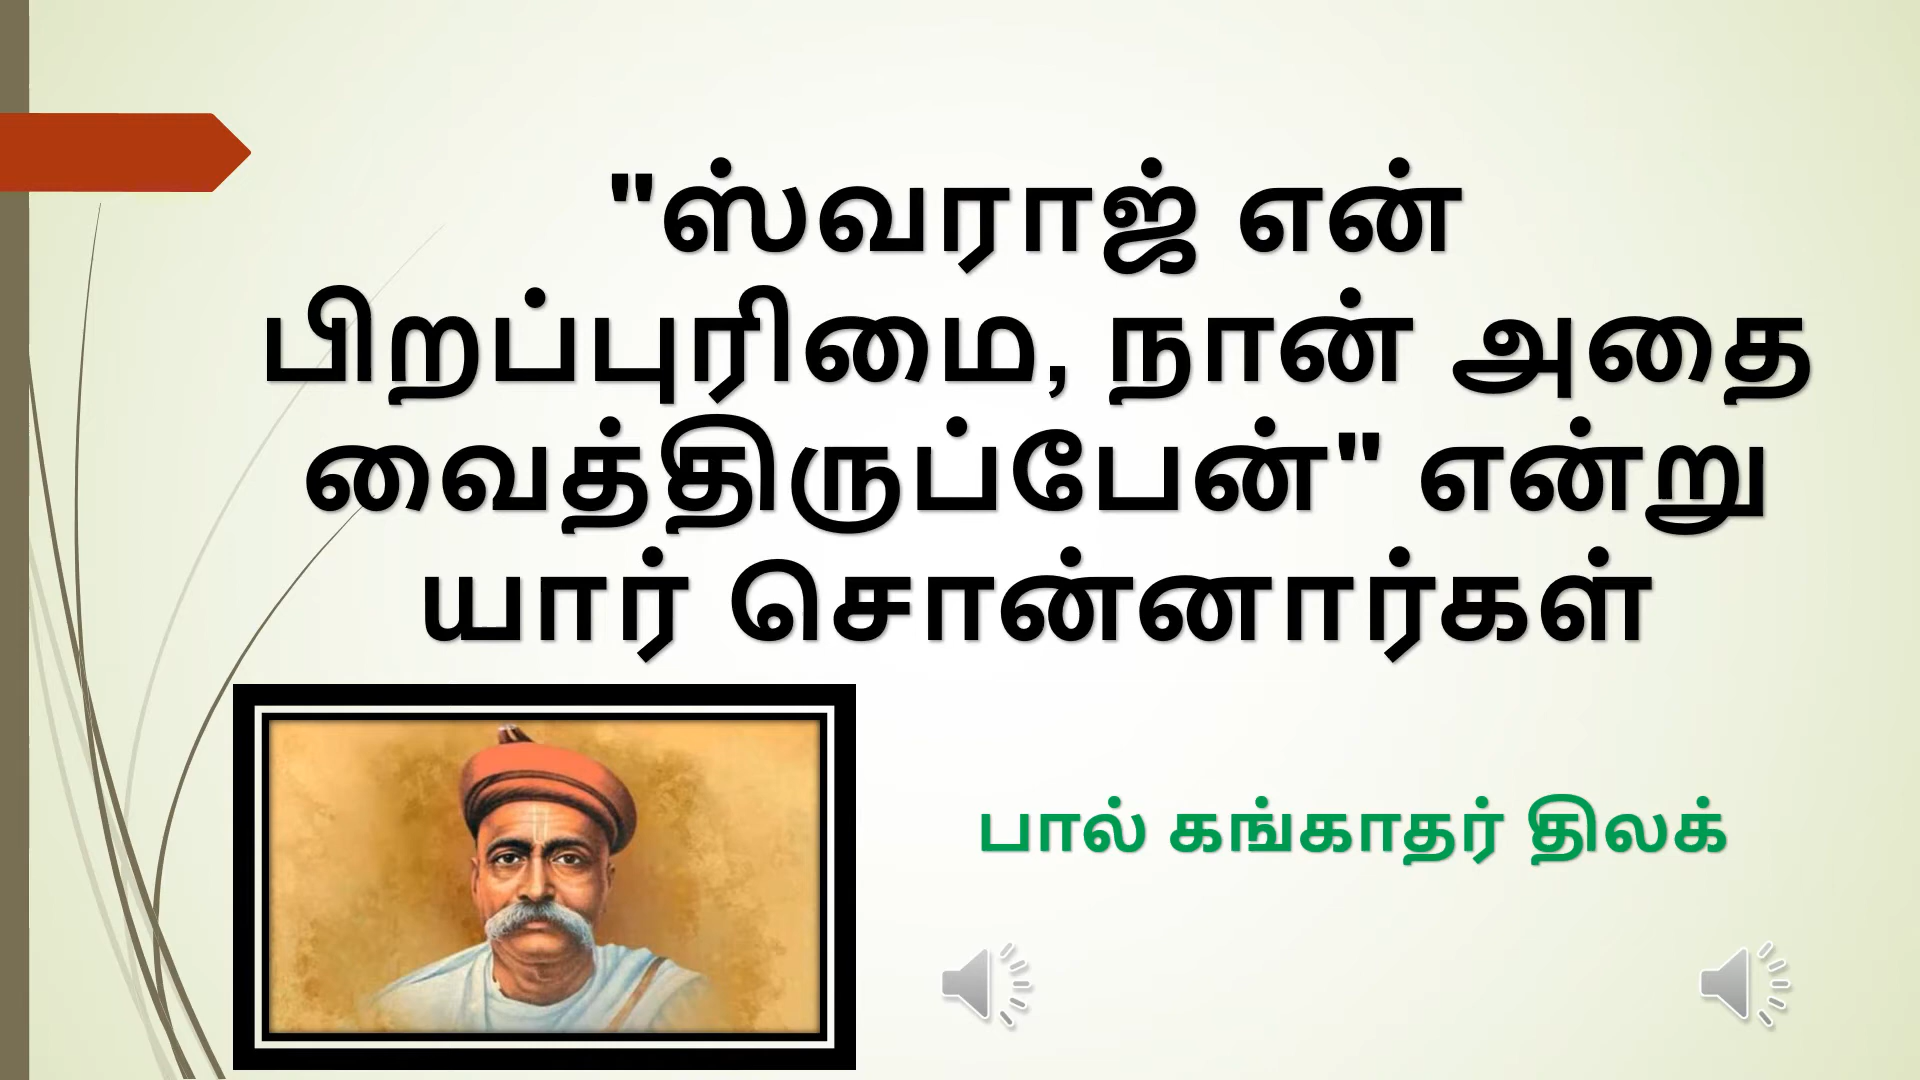 "ஸ்வராஜ் என்
பிறப்புரிமை, நான் அதை
வைத்திருப்பேன்" என்று
யார் சொன்னார்கள்
பால் கங்காதர் திலக்